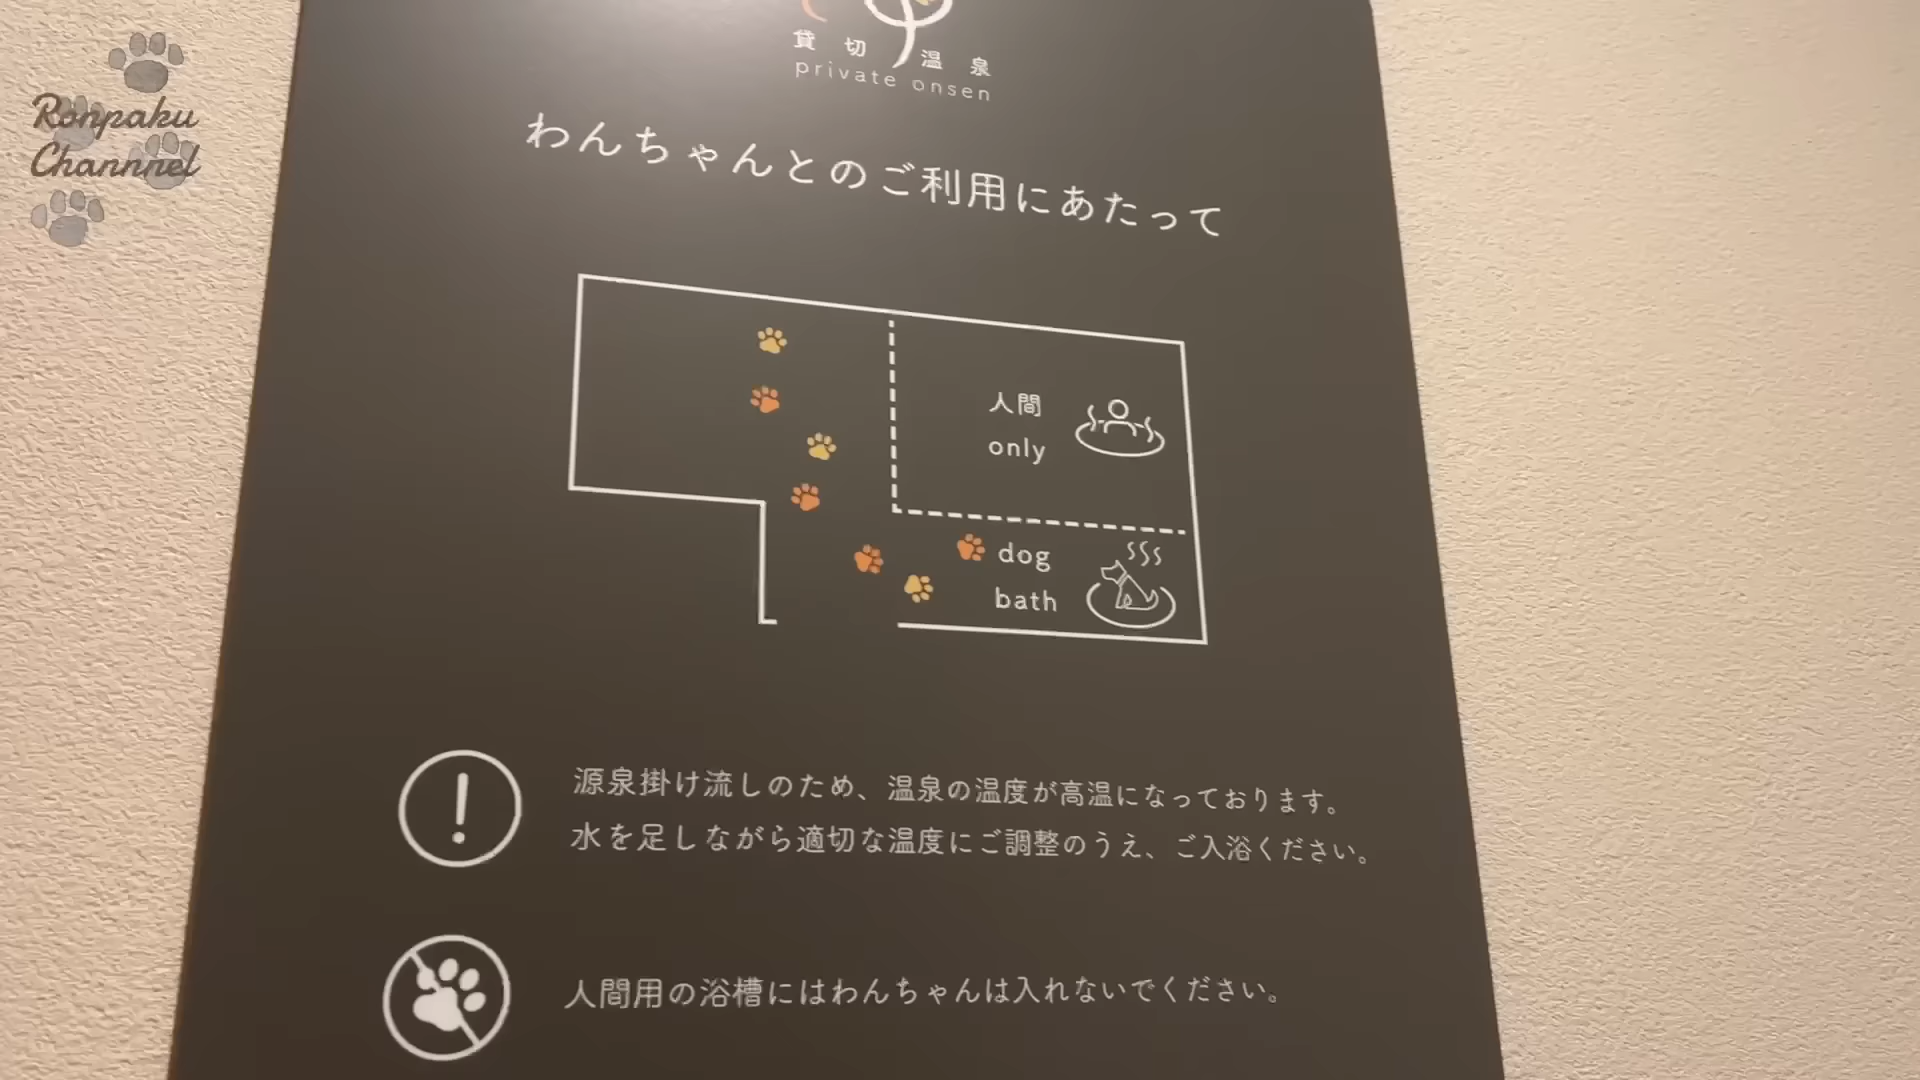 Ronpaku
Channnel
貸切温泉
private onsen
わんちゃんとのご利用にあたって
人間
only
dog
bath
源泉掛け流しのため、温泉の温度が高温になっております。
水を足しながら適切な温度にご調整のうえ、ご入浴ください。
人間用の浴槽にはわんちゃんは入れないでください。